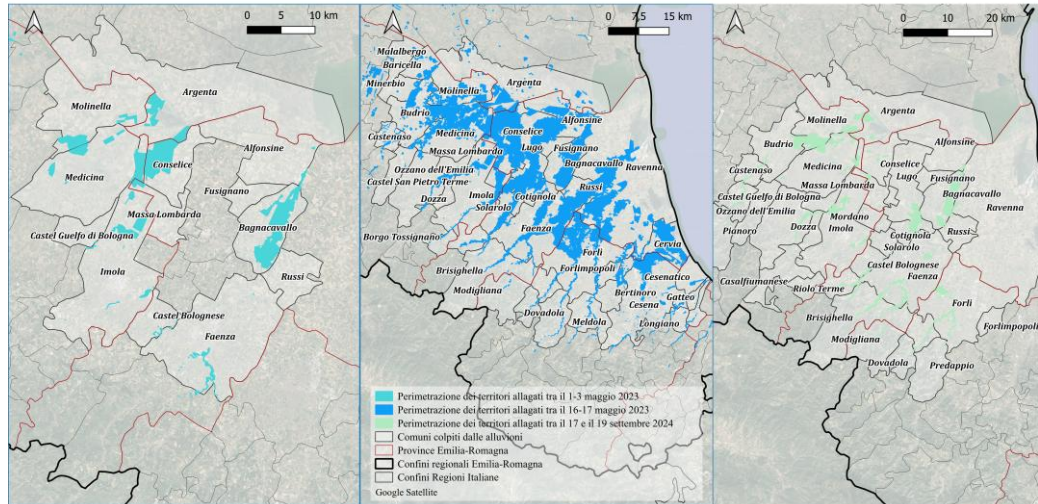 0 5 10 km
Argenta
Molinella
Conselice
Alfonsine
Medicina
Fusignano
Massa Lombarda
Bagnacavallo
Castel Guelfo di Bologna
Imola
Russi
Castel Bolognese
Faenza
0 7.5 15 km
Malalbergo
Baricella
Minerbio
Argenta
Molinella
Budrio
Alfonsine
Castenaso
Medicina
Conselice
Massa Lombarda
Lugo
Fusignano
Bagnacavallo
Ravenna
Ozzano dell'Emilia
Castel San Pietro Terme
Russi
Dozza
Imola
Cotignola
Solarolo
Borgo Tossignano
Faenza
Cervia
Forlì
Brisighella
Forlimpopoli
Cesenatico
Modigliana
Bertinoro
Gatteo
Cesena
Dovadola
Meldola
Longiano
Perimetrazione dei territori allagati tra il 1-3 maggio 2023
Perimetrazione dei territori allagati tra il 16-17 maggio 2023
Perimetrazione dei territori allagati tra il 17 e il 19 settembre 2024
Comuni colpiti dalle alluvioni
Province Emilia-Romagna
Confini regionali Emilia-Romagna
Confini Regioni Italiane
Google Satellite
0 10 20 km
Argenta
Molinella
Budrio
Alfonsine
Castenaso
Medicina
Conselice
Lugo
Fusignano
Massa Lombarda
Bagnacavallo
Castel Guelfo di Bologna
Ravenna
Ozzano dell'Emilia
Mordano
Pianoro
Dozza
Imola
Cotignola
Russi
Solarolo
Castel Bolognese
Casalfiumanese
Riolo Terme
Faenza
Forlì
Brisighella
Forlimpopoli
Modigliana
Dovadola
Predappio